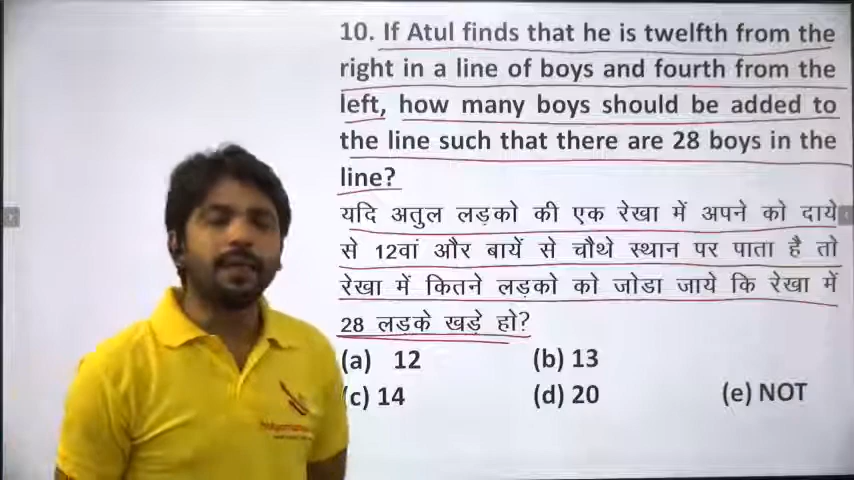 10. If Atul finds that he is twelfth from the
right in a line of boys and fourth from the
left, how many boys should be added to
the line such that there are 28 boys in the
line?
यदि अतुल लड़को की एक रेखा में अपने को दाये
से 12वां और बायें से चौथे स्थान पर पाता है तो
रेखा में कितने लड़को को जोडा जाये कि रेखा में
28 लड़के खड़े हो?
(a) 12 (b) 13
(c) 14 (d) 20 (e) NOT